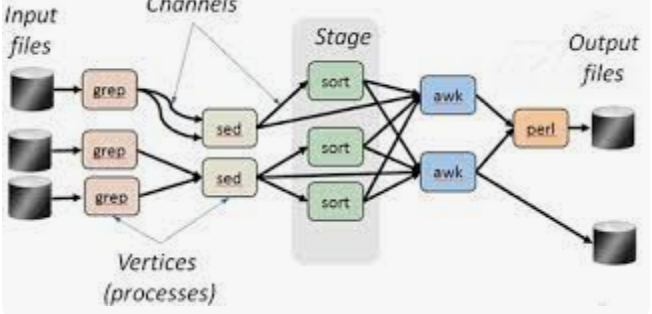 Channels
Input
files
Stage
Output
files
grep
sort
awk
sed
perl
grep
sort
sed
awk
grep
sort
Vertices
(processes)